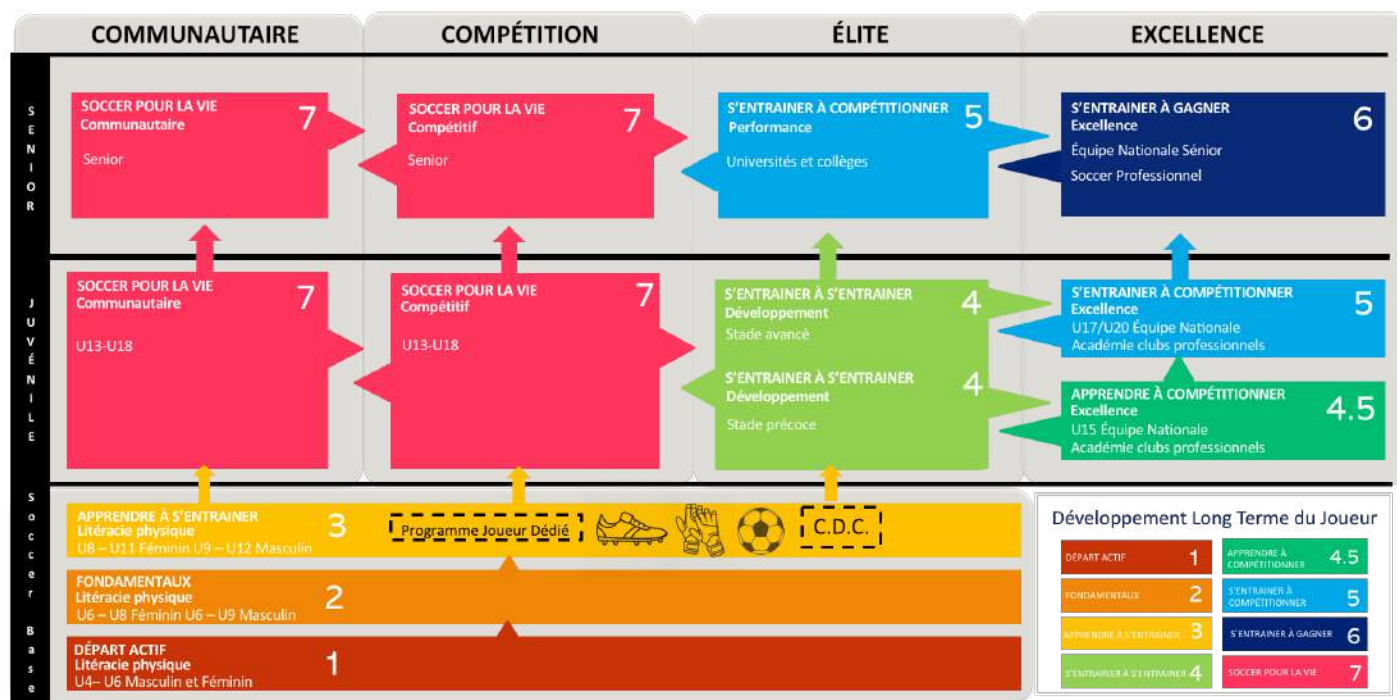 COMMUNAUTAIRE
COMPÉTITION
ÉLITE
EXCELLENCE
SENIOR
SOCCER POUR LA VIE
Communautaire
7
Senior
SOCCER POUR LA VIE
Compétitif
7
Senior
S'ENTRAINER À COMPÉTITIONNER
Performance
5
Universités et collèges
S'ENTRAINER À GAGNER
Excellence
6
Équipe Nationale Sénior
Soccer Professionnel
JUVÉNILE
SOCCER POUR LA VIE
Communautaire
7
U13-U18
SOCCER POUR LA VIE
Compétitif
7
U13-U18
S'ENTRAINER À S'ENTRAINER
Développement
4
Stade avancé
S'ENTRAINER À S'ENTRAINER
Développement
4
Stade précoce
S'ENTRAINER À COMPÉTITIONNER
Excellence
5
U17/U20 Équipe Nationale
Académie clubs professionnels
APPRENDRE À COMPÉTITIONNER
Excellence
4.5
U15 Équipe Nationale
Académie clubs professionnels
Soccer Base
APPRENDRE À S'ENTRAINER
Litéracie physique
3
U8 – U11 Féminin U9 – U12 Masculin
Programme Joueur Dédié
C.D.C.
FONDAMENTAUX
Litéracie physique
2
U6 – U8 Féminin U6 – U9 Masculin
DÉPART ACTIF
Litéracie physique
1
U4– U6 Masculin et Féminin
Développement Long Terme du Joueur
DÉPART ACTIF 1
APPRENDRE À
COMPÉTITIONNER 4.5
FONDAMENTAUX 2
S'ENTRAINER À
COMPÉTITIONNER 5
APPRENDRE À S'ENTRAINER 3
S'ENTRAINER À GAGNER 6
S'ENTRAINER À S'ENTRAINER 4
SOCCER POUR LA VIE 7